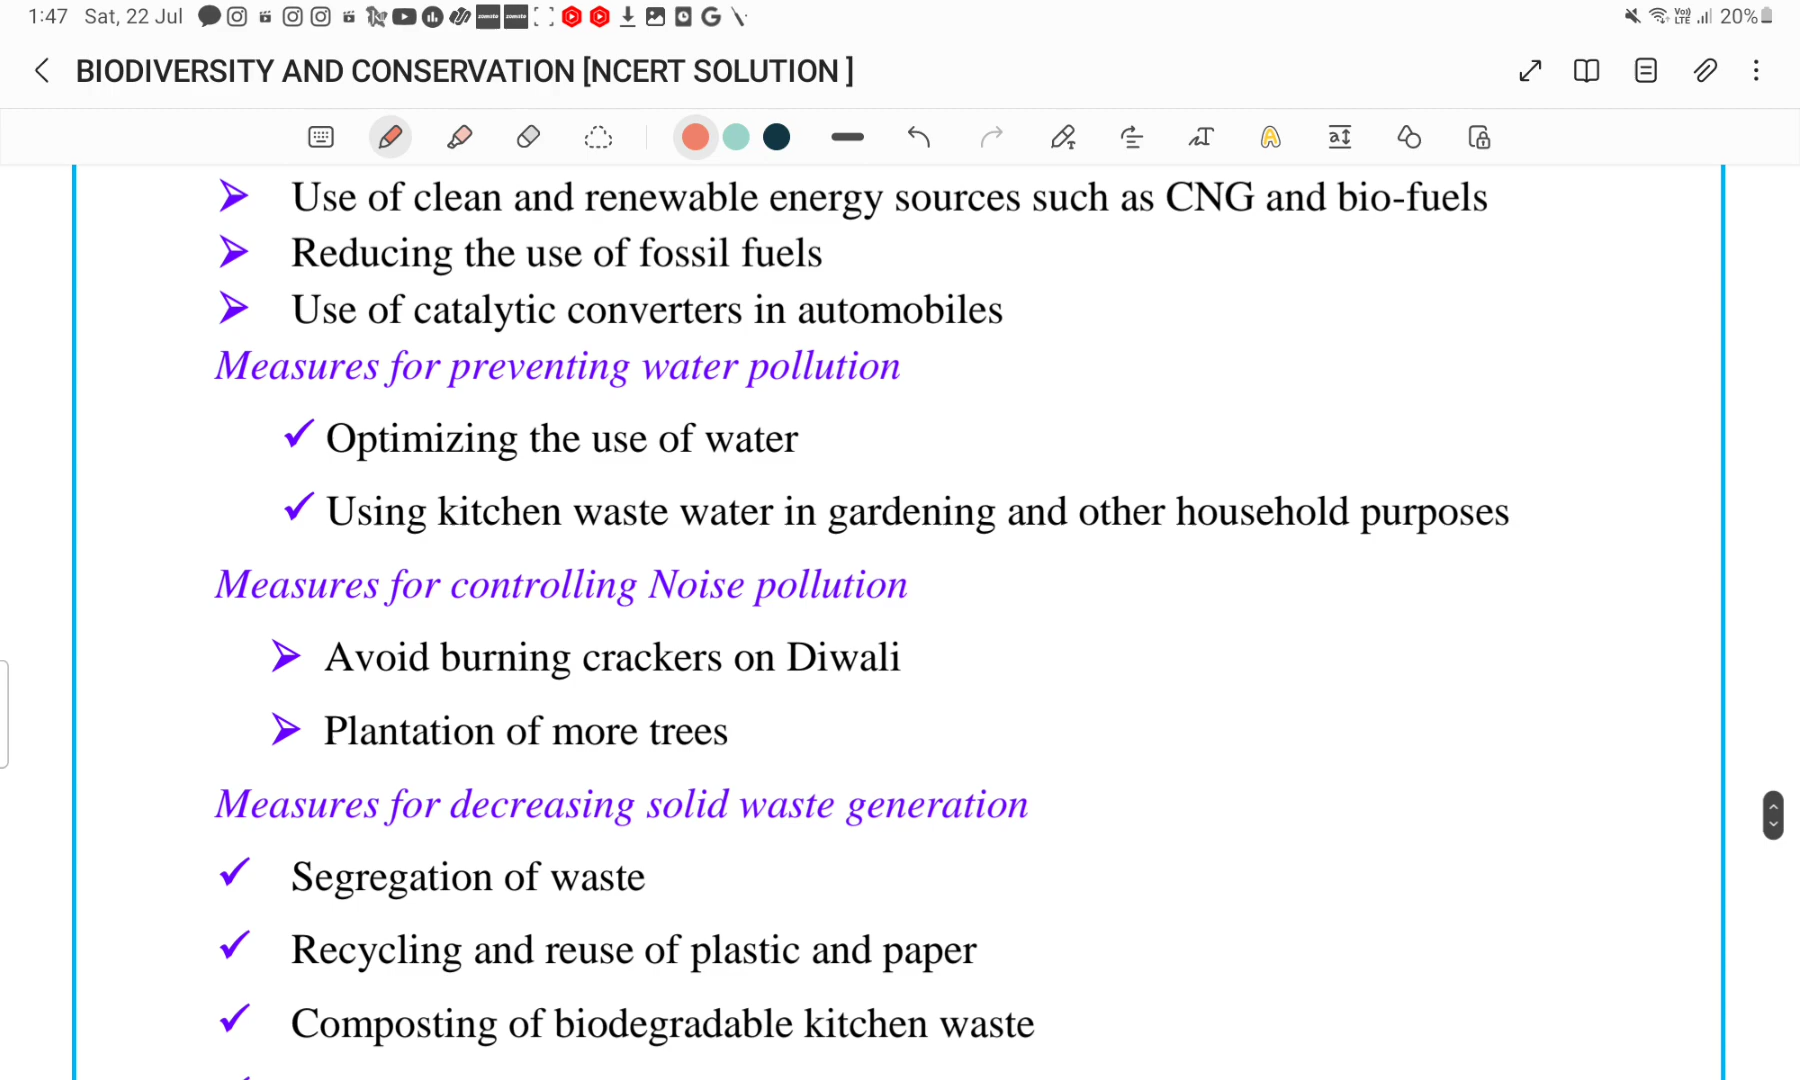 1:47 Sat, 22 Jul 20%
BIODIVERSITY AND CONSERVATION [NCERT SOLUTION ]
Use of clean and renewable energy sources such as CNG and bio-fuels
Reducing the use of fossil fuels
Use of catalytic converters in automobiles
Measures for preventing water pollution
Optimizing the use of water
Using kitchen waste water in gardening and other household purposes
Measures for controlling Noise pollution
Avoid burning crackers on Diwali
Plantation of more trees
Measures for decreasing solid waste generation
Segregation of waste
Recycling and reuse of plastic and paper
Composting of biodegradable kitchen waste